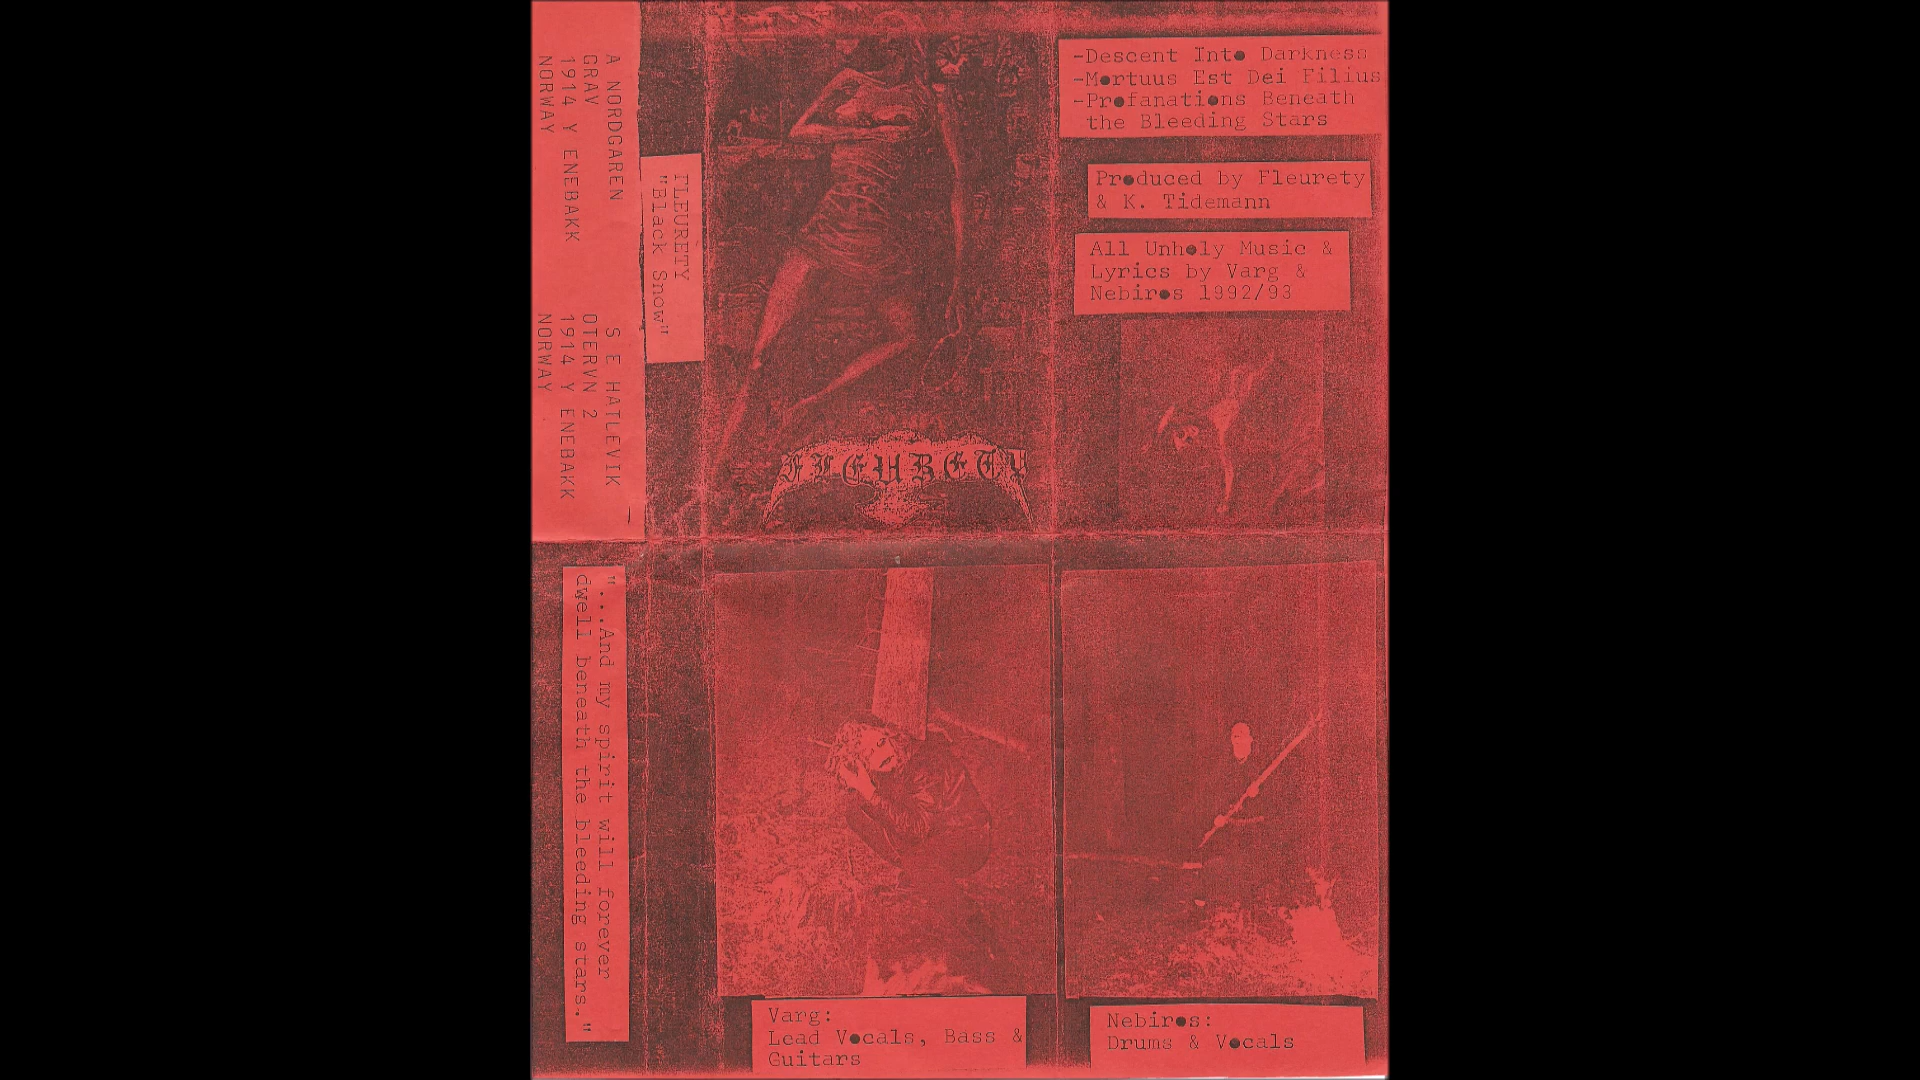 A NORDGAREN
GRAV
1914 Y ENEBAKK
NORWAY
S E HATLEVIK
OTERVN 2
1914 Y ENEBAKK
NORWAY
FLEURETY
"Black Snow"
FLEURETY
-Descent Into Darkness
-Mortuus Est Dei Filius
-Profanations Beneath
the Bleeding Stars
Produced by Fleurety
& K. Tidemann
All Unholy Music &
Lyrics by Varg &
Nebiros 1992/93
"...And my spirit will forever
dwell beneath the bleeding stars."
Varg:
Lead Vocals, Bass &
Guitars
Nebiros:
Drums & Vocals